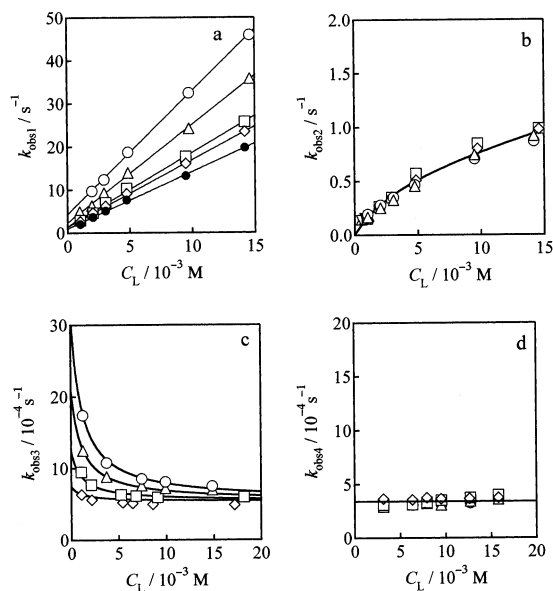 a
k_obs1 / s⁻¹
50
40
30
20
10
0
0 5 10 15
C_L / 10⁻³ M
b
k_obs2 / s⁻¹
2.0
1.5
1.0
0.5
0.0
0 5 10 15
C_L / 10⁻³ M
c
k_obs3 / 10⁻⁴ s⁻¹
30
20
10
5
0
0 5 10 15 20
C_L / 10⁻³ M
d
k_obs4 / 10⁻⁴ s⁻¹
20
15
10
5
0
0 5 10 15 20
C_L / 10⁻³ M